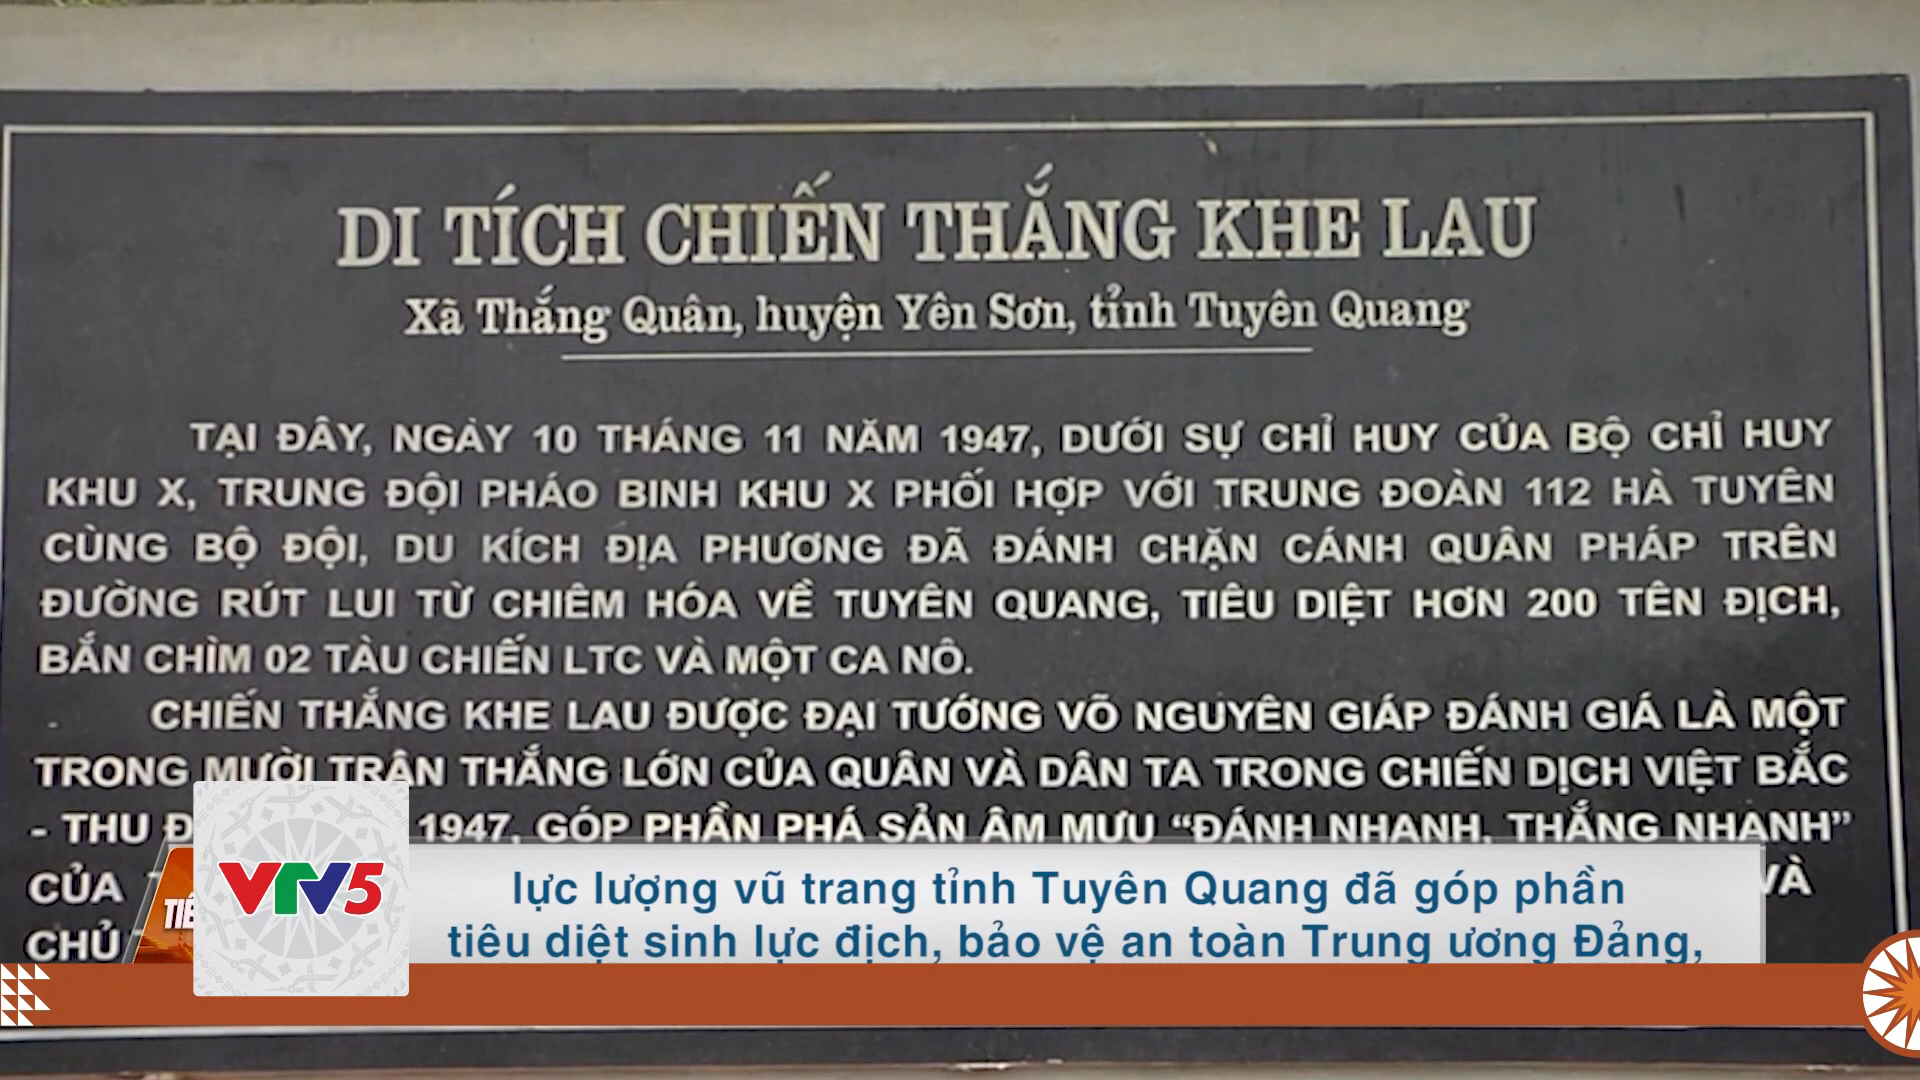 DI TÍCH CHIẾN THẮNG KHE LAU
Xã Thắng Quân, huyện Yên Sơn, tỉnh Tuyên Quang
TẠI ĐÂY, NGÀY 10 THÁNG 11 NĂM 1947, DƯỚI SỰ CHỈ HUY CỦA BỘ CHỈ HUY
KHU X, TRUNG ĐỘI PHÁO BINH KHU X PHỐI HỢP VỚI TRUNG ĐOÀN 112 HÀ TUYÊN
CÙNG BỘ ĐỘI, DU KÍCH ĐỊA PHƯƠNG ĐÃ ĐÁNH CHẶN CÁNH QUÂN PHÁP TRÊN
ĐƯỜNG RÚT LUI TỪ CHIÊM HÓA VỀ TUYÊN QUANG, TIÊU DIỆT HƠN 200 TÊN ĐỊCH,
BẮN CHÌM 02 TÀU CHIẾN LTC VÀ MỘT CA NÔ.
CHIẾN THẮNG KHE LAU ĐƯỢC ĐẠI TƯỚNG VÕ NGUYÊN GIÁP ĐÁNH GIÁ LÀ MỘT
TRONG MƯỜI TRẬN THẮNG LỚN CỦA QUÂN VÀ DÂN TA TRONG CHIẾN DỊCH VIỆT BẮC
- THU 1947, GÓP PHẦN PHÁ SẢN ÂM MƯU “ĐÁNH NHANH, THẮNG NHANH”
CỦA VÀ
CHỦ
VTV5
lực lượng vũ trang tỉnh Tuyên Quang đã góp phần
tiêu diệt sinh lực địch, bảo vệ an toàn Trung ương Đảng,